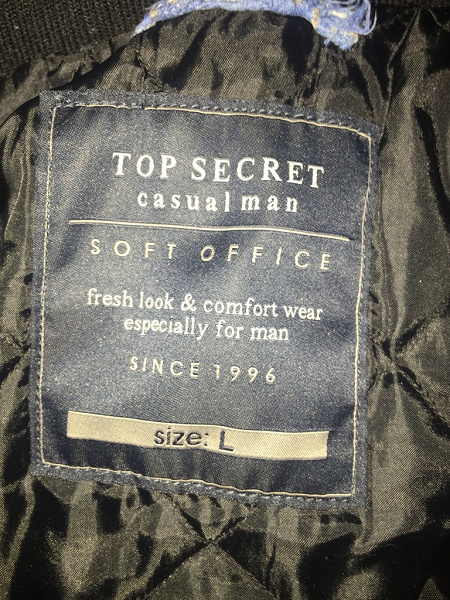 TOP SECRET
casual man
SOFT OFFICE
fresh look & comfort wear
especially for man
SINCE 1996
size: L